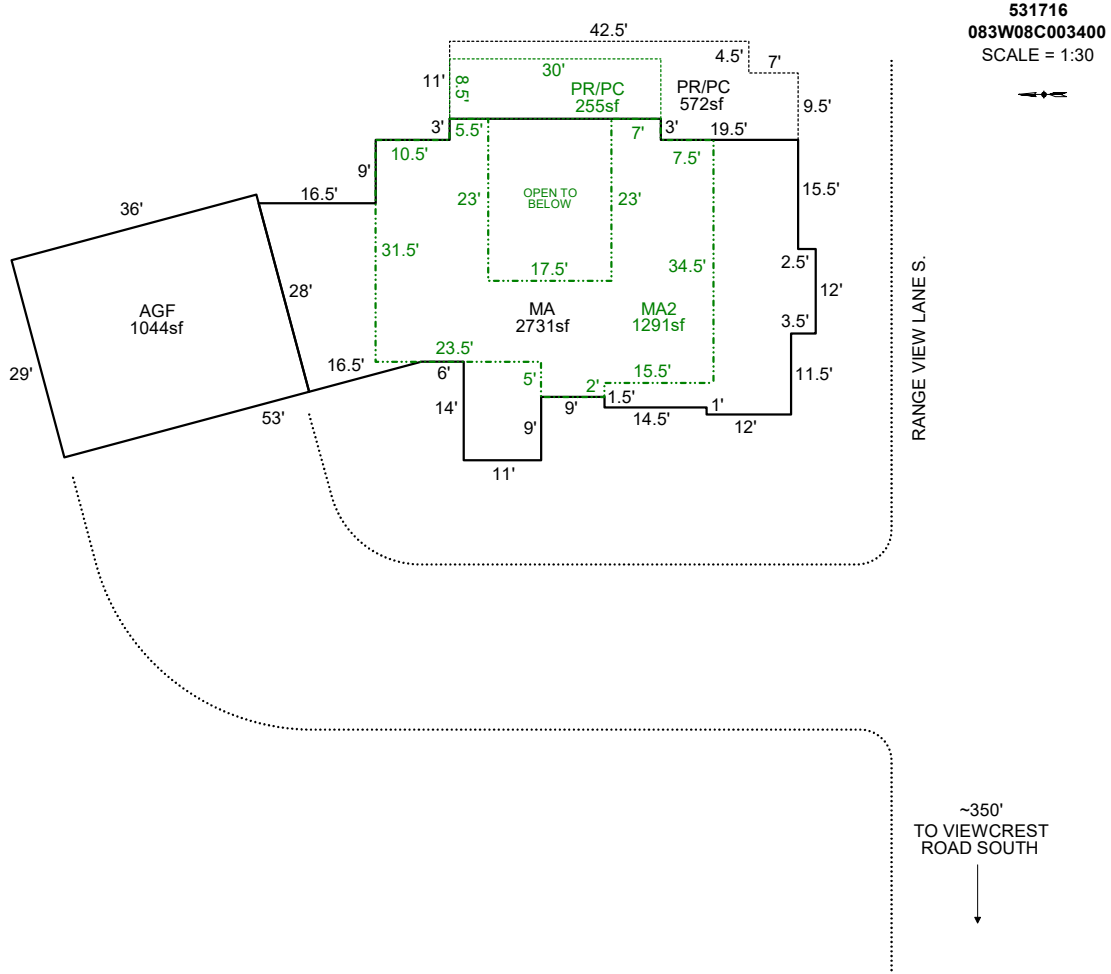 531716
083W08C003400
SCALE = 1:30
42.5'
4.5'
7'
11'
8.5'
30'
PR/PC
255sf
PR/PC
572sf
9.5'
3'
5.5'
7'
3'
19.5'
10.5'
7.5'
9'
16.5'
36'
23'
OPEN TO
BELOW
23'
15.5'
31.5'
34.5'
2.5'
17.5'
28'
12'
AGF
1044sf
MA
2731sf
MA2
1291sf
3.5'
29'
16.5'
23.5'
6'
5'
15.5'
11.5'
2'
1.5'
53'
14'
9'
9'
14.5'
1'
12'
11'
RANGE VIEW LANE S.
~350'
TO VIEWCREST
ROAD SOUTH